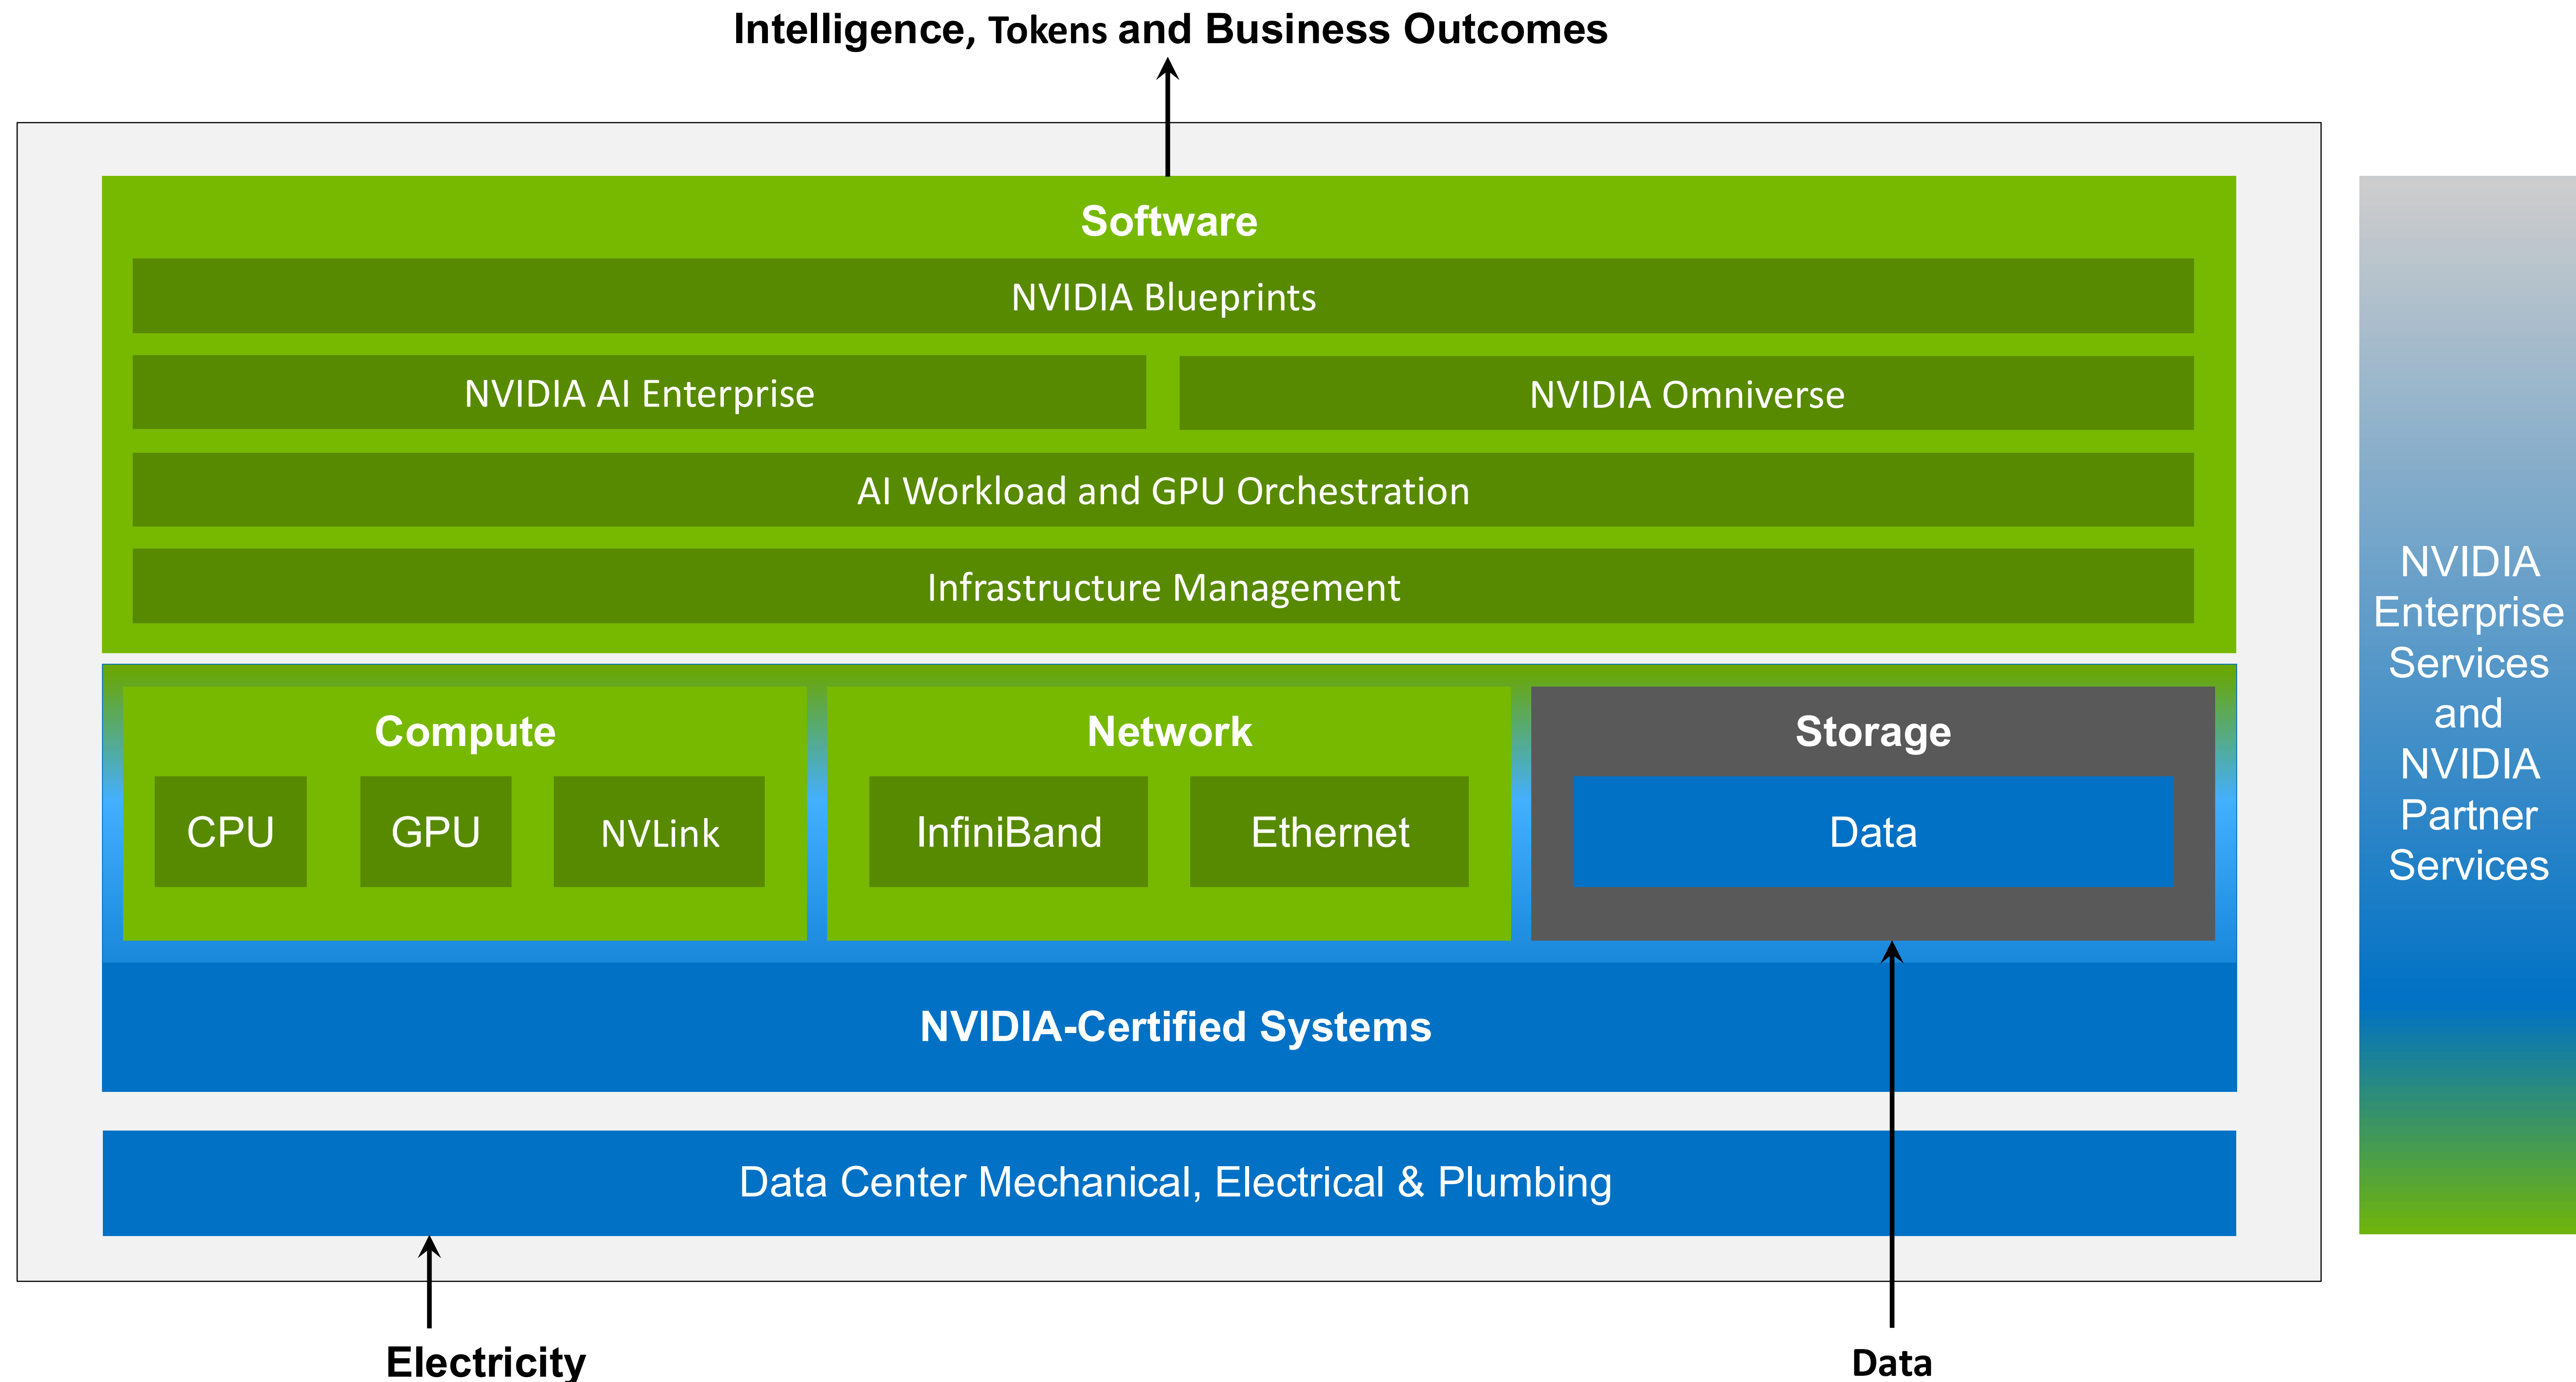 Intelligence, Tokens and Business Outcomes
Software
NVIDIA Blueprints
NVIDIA AI Enterprise
NVIDIA Omniverse
AI Workload and GPU Orchestration
Infrastructure Management
Compute
CPU
GPU
NVLink
Network
InfiniBand
Ethernet
Storage
Data
NVIDIA-Certified Systems
Data Center Mechanical, Electrical & Plumbing
Electricity
Data
NVIDIA
Enterprise
Services
and
NVIDIA
Partner
Services